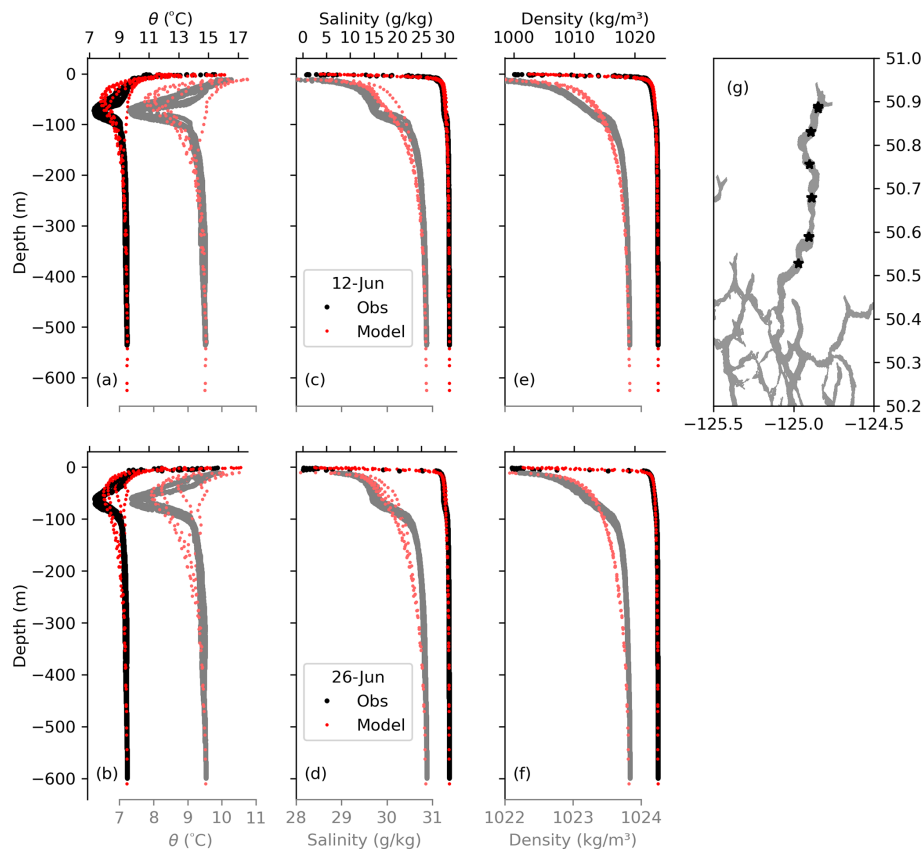 θ (°C) Salinity (g/kg) Density (kg/m³)
7 9 11 13 15 17 0 5 10 15 20 25 30 1000 1010 1020
0
−100
−200
−300
−400
−500
−600
Depth (m)
(a)
(c)
12-Jun
Obs
Model
(e)
(g)
51.0
50.9
50.8
50.7
50.6
50.5
50.4
50.3
50.2
−125.5 −125.0 −124.5
0
−100
−200
−300
−400
−500
−600
Depth (m)
(b)
(d)
26-Jun
Obs
Model
(f)
7 8 9 10 11 28 29 30 31 1022 1023 1024
θ (°C) Salinity (g/kg) Density (kg/m³)